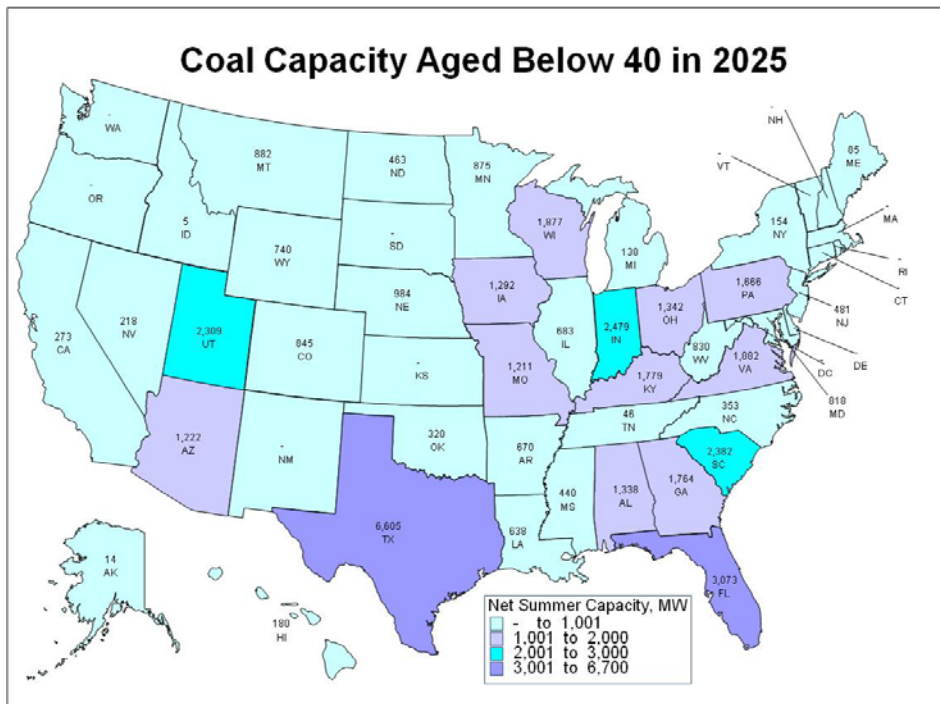 Coal Capacity Aged Below 40 in 2025
-
WA
-
OR
5
ID
882
MT
463
ND
875
MN
-
SD
740
WY
984
NE
1,877
WI
130
MI
154
NY
85
ME
-
NH
VT
-
-
MA
-
RI
CT
481
NJ
DE
DC
818
MD
273
CA
218
NV
2,309
UT
845
CO
-
KS
1,292
IA
1,211
MO
683
IL
2,479
IN
1,342
OH
1,666
PA
830
WV
1,882
VA
1,779
KY
46
TN
353
NC
2,382
SC
1,222
AZ
-
NM
320
OK
670
AR
6,605
TX
638
LA
440
MS
1,338
AL
1,764
GA
3,073
FL
14
AK
180
HI
Net Summer Capacity, MW
- to 1,001
1,001 to 2,000
2,001 to 3,000
3,001 to 6,700